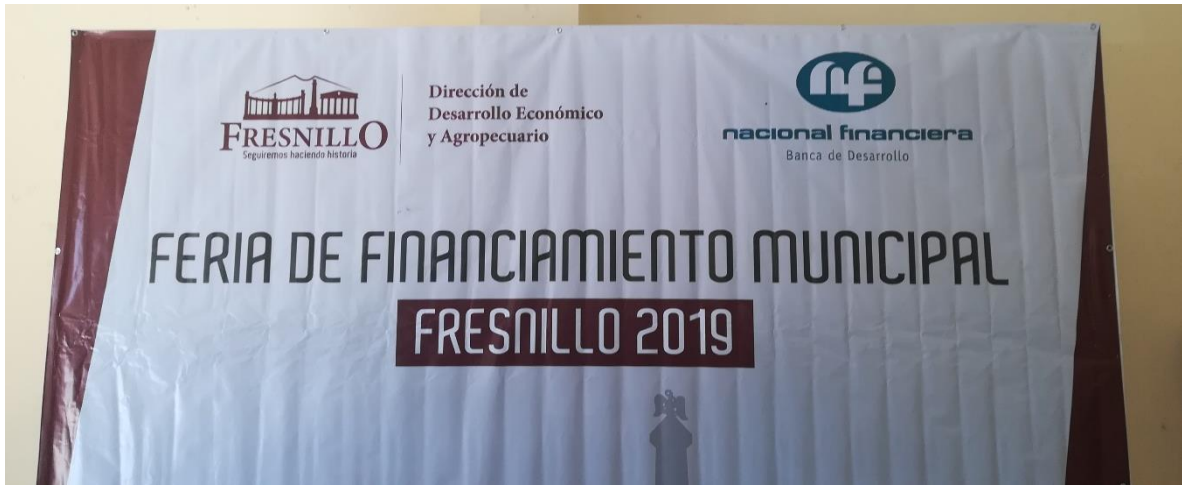 FRESNILLO
Seguiremos haciendo historia
Dirección de
Desarrollo Económico
y Agropecuario
nf
nacional financiera
Banca de Desarrollo
FERIA DE FINANCIAMIENTO MUNICIPAL
FRESNILLO 2019